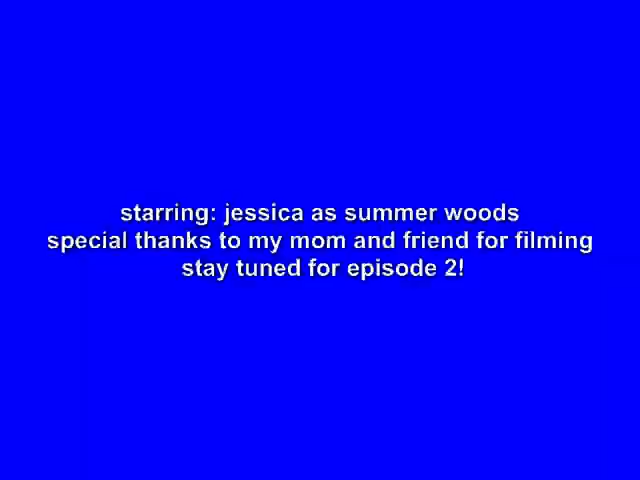 starring: jessica as summer woods
special thanks to my mom and friend for filming
stay tuned for episode 2!